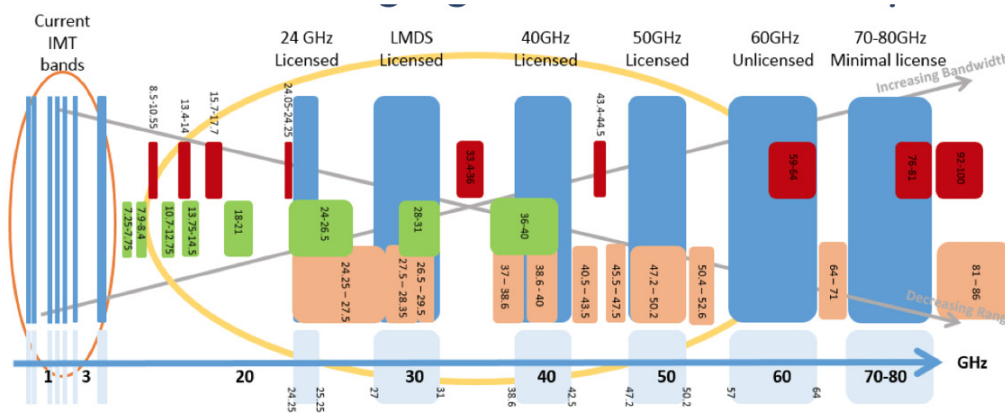 Current
IMT
bands
24 GHz
Licensed
LMDS
Licensed
40GHz
Licensed
50GHz
Licensed
60GHz
Unlicensed
70-80GHz
Minimal license
Increasing Bandwidth
8.5-10.55
13.4-14
15.7-17.7
24.05-24.25
33.4-36
43.4-44.5
59-64
76-81
92-100
7.25-7.75
7.9-8.4
10.7-12.75
13.75-14.5
18-21
24-26.5
28-31
36-40
24.25 – 27.5
27.5 – 28.35
26.5 – 29.5
37 – 38.6
38.6 - 40
40.5 – 43.5
45.5 – 47.5
47.2 – 50.2
50.4 – 52.6
64 – 71
81 – 86
Decreasing Rang
1 3 20 30 40 50 60 70-80 GHz
24.25 25.25 27 31 38.6 42.5 47.2 50.2 57 64